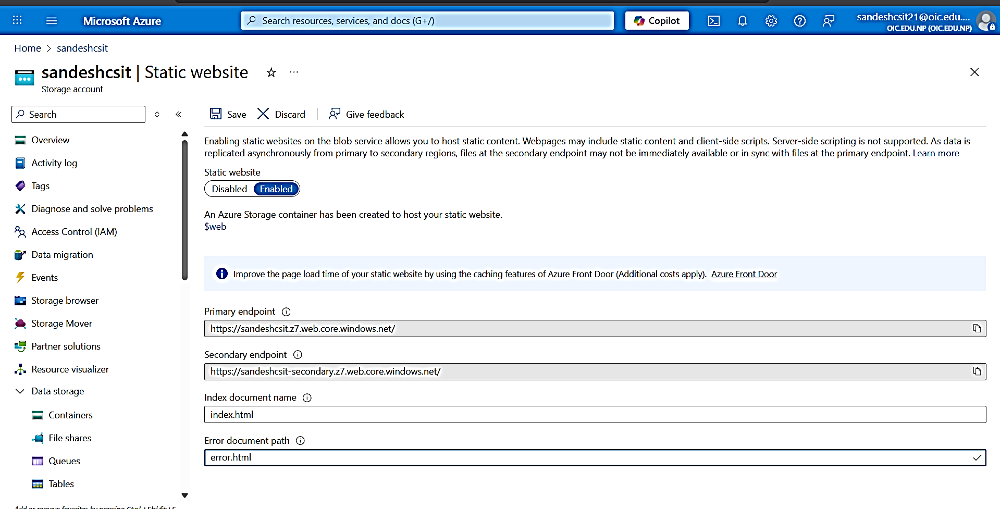 Microsoft Azure
Search resources, services, and docs (G+/)
Copilot
sandeshcsit21@oic.edu....
OIC.EDU.NP (OIC.EDU.NP)
Home > sandeshcsit
sandeshcsit | Static website
Storage account
Search
Save
Discard
Give feedback
Overview
Activity log
Tags
Diagnose and solve problems
Access Control (IAM)
Data migration
Events
Storage browser
Storage Mover
Partner solutions
Resource visualizer
Data storage
Containers
File shares
Queues
Tables
Add or remove favorites by pressing Ctrl+Shift+F
Enabling static websites on the blob service allows you to host static content. Webpages may include static content and client-side scripts. Server-side scripting is not supported. As data is
replicated asynchronously from primary to secondary regions, files at the secondary endpoint may not be immediately available or in sync with files at the primary endpoint. Learn more
Static website
Disabled Enabled
An Azure Storage container has been created to host your static website.
$web
Improve the page load time of your static website by using the caching features of Azure Front Door (Additional costs apply). Azure Front Door
Primary endpoint
https://sandeshcsit.z7.web.core.windows.net/
Secondary endpoint
https://sandeshcsit-secondary.z7.web.core.windows.net/
Index document name
index.html
Error document path
error.html